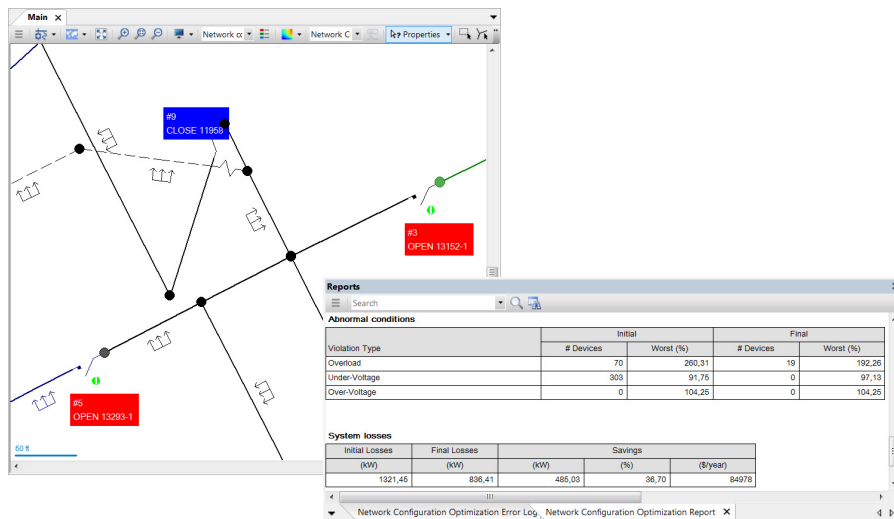 Main
Network cc
Network C
Properties
#9
CLOSE 11958
#3
OPEN 13152-1
#5
OPEN 13293-1
50 ft
Reports
Search
Abnormal conditions
Initial Final
Violation Type # Devices Worst (%) # Devices Worst (%)
Overload 70 260,31 19 192,26
Under-Voltage 303 91,75 0 97,13
Over-Voltage 0 104,25 0 104,25
System losses
Initial Losses Final Losses Savings
(kW) (kW) (kW) (%) ($/year)
1321,45 836,41 485,03 36,70 84978
Network Configuration Optimization Error Log Network Configuration Optimization Report